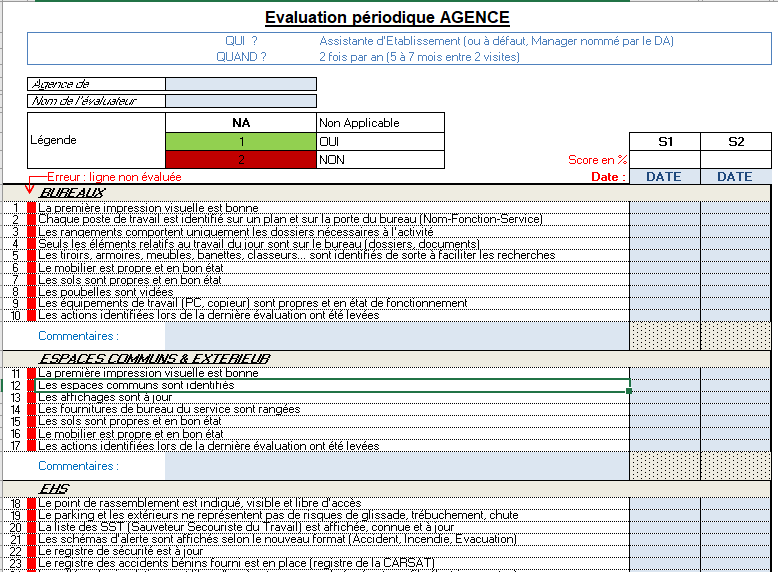 Evaluation périodique AGENCE
QUI ? Assistante d'Etablissement (ou à défaut, Manager nommé par le DA)
QUAND ? 2 fois par an (5 à 7 mois entre 2 visites)
Agence de
Nom de l'évaluateur
Légende
NA Non Applicable
1 OUI
2 NON
S1 S2
Score en %
Erreur : ligne non évaluée
Date : DATE DATE
BUREAUX
1 La première impression visuelle est bonne
2 Chaque poste de travail est identifié sur un plan et sur la porte du bureau (Nom-Fonction-Service)
3 Les rangements comportent uniquement les dossiers nécessaires à l'activité
4 Seuls les éléments relatifs au travail du jour sont sur le bureau (dossiers, documents)
5 Les tiroirs, armoires, meubles, banettes, classeurs... sont identifiés de sorte à faciliter les recherches
6 Le mobilier est propre et en bon état
7 Les sols sont propres et en bon état
8 Les poubelles sont vidées
9 Les équipements de travail (PC, copieur) sont propres et en état de fonctionnement
10 Les actions identifiées lors de la dernière évaluation ont été levées
Commentaires :
ESPACES COMMUNS & EXTERIEUR
11 La première impression visuelle est bonne
12 Les espaces communs sont identifiés
13 Les affichages sont à jour
14 Les fournitures de bureau du service sont rangées
15 Les sols sont propres et en bon état
16 Le mobilier est propre et en bon état
17 Les actions identifiées lors de la dernière évaluation ont été levées
Commentaires :
EHS
18 Le point de rassemblement est indiqué, visible et libre d'accès
19 Le parking et les extérieurs ne représentent pas de risques de glissade, trébuchement, chute
20 La liste des SST (Sauveteur Secouriste du Travail) est affichée, connue et à jour
21 Les schémas d'alerte sont affichés selon le nouveau format (Accident, Incendie, Evacuation)
22 Le registre de sécurité est à jour
23 Le registre des accidents bénins fourni est en place (registre de la CARSAT)